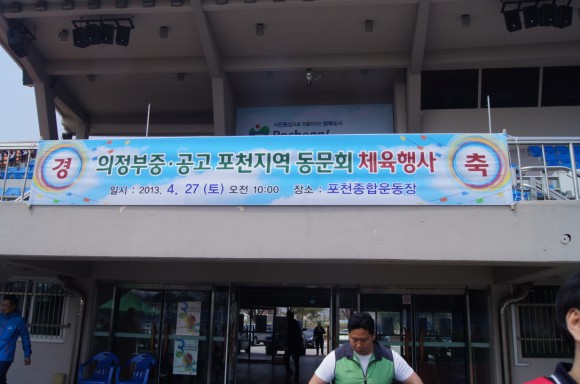 Pocheon!
경 의정부중·공고 포천지역 동문회 체육행사 축
일시 : 2013. 4. 27 (토) 오전 10:00 장소 : 포천종합운동장